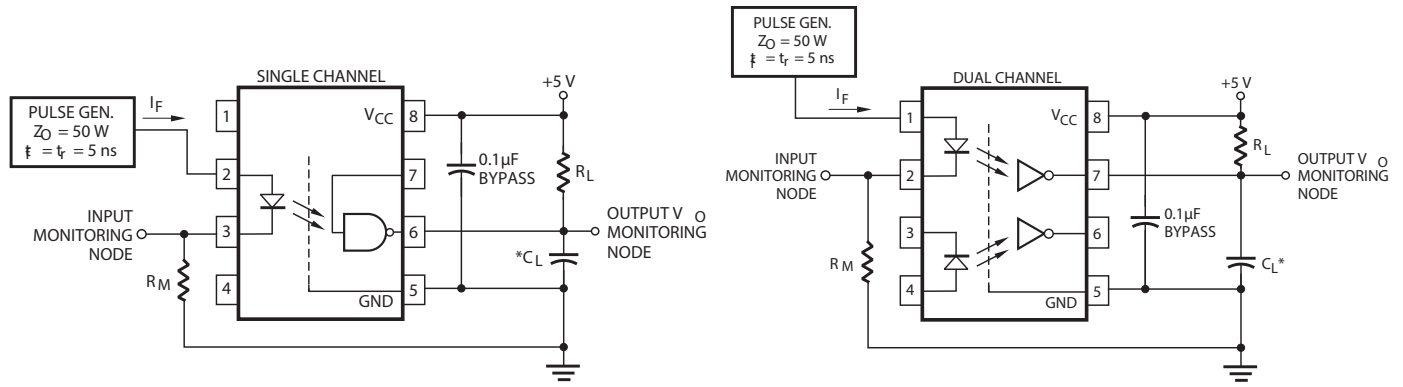 SINGLE CHANNEL
PULSE GEN.
ZO = 50 W
tf = tr = 5 ns
IF
1
2
3
4
VCC
8
7
6
5
GND
+5 V
0.1µF
BYPASS
RL
INPUT
MONITORING
NODE
RM
OUTPUT V O
MONITORING
NODE
*CL
PULSE GEN.
ZO = 50 W
tf = tr = 5 ns
DUAL CHANNEL
IF
1
2
3
4
VCC
8
7
6
5
GND
+5 V
RL
INPUT
MONITORING
NODE
RM
OUTPUT V O
MONITORING
NODE
0.1µF
BYPASS
CL*